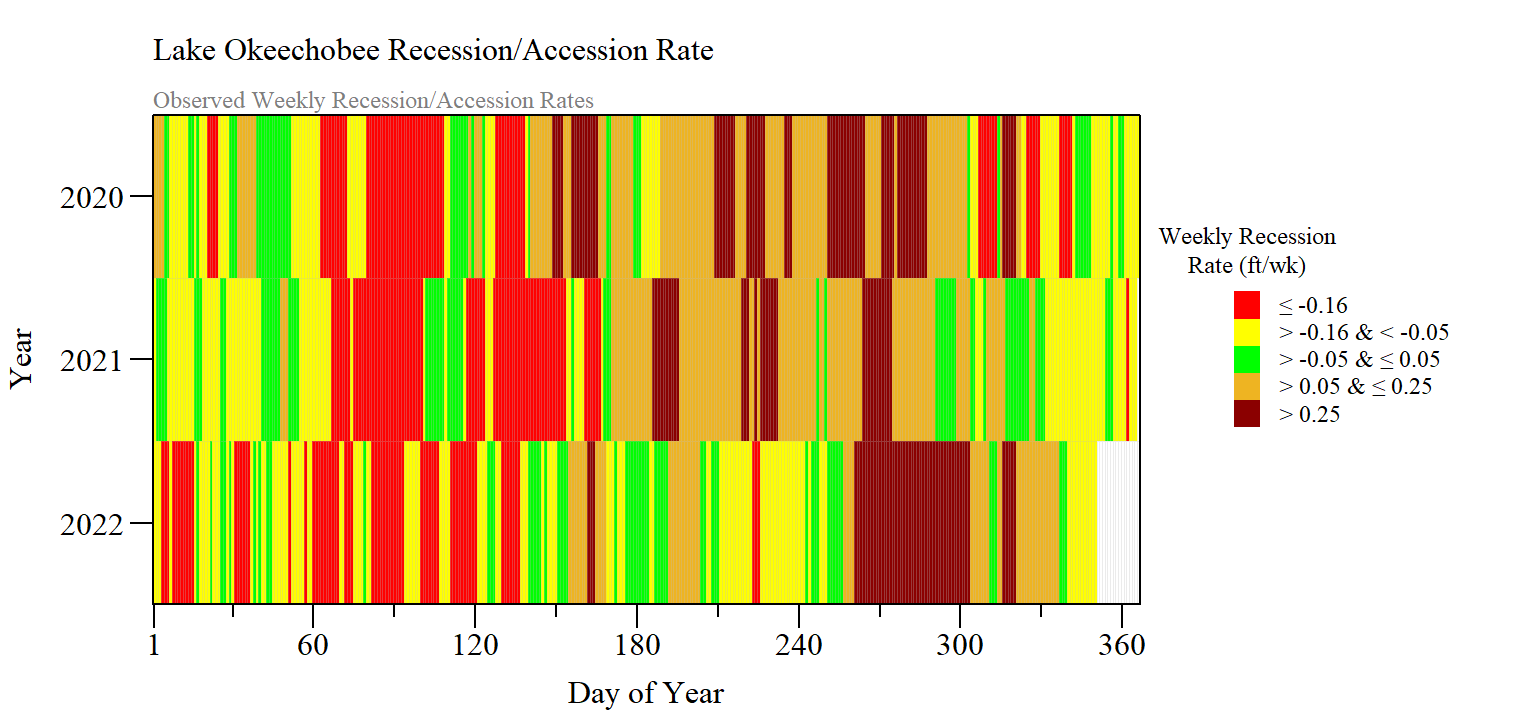 Lake Okeechobee Recession/Accession Rate
Observed Weekly Recession/Accession Rates
Year
2020
2021
2022
1 60 120 180 240 300 360
Day of Year
Weekly Recession
Rate (ft/wk)
≤ -0.16
> -0.16 & < -0.05
> -0.05 & ≤ 0.05
> 0.05 & ≤ 0.25
> 0.25